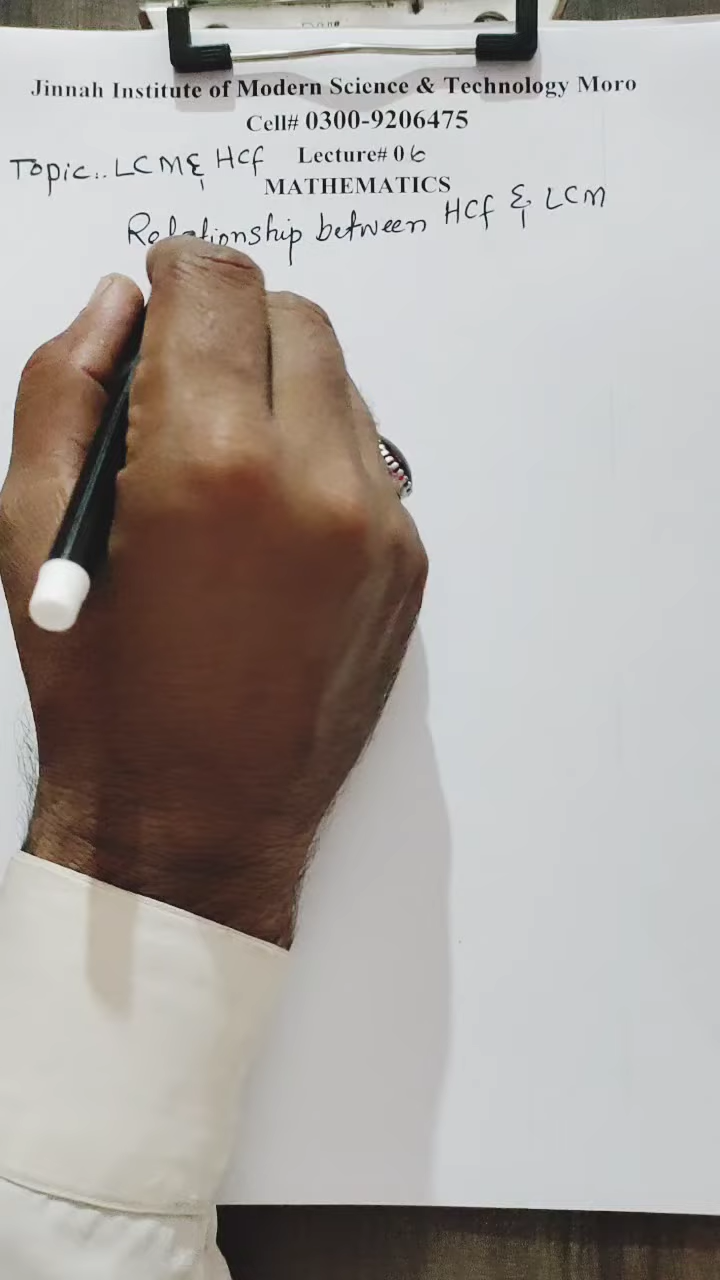 Jinnah Institute of Modern Science & Technology Moro
Cell# 0300-9206475
Topic:. LCM & HCf Lecture# 06
MATHEMATICS
Relationship between HCf & LCM